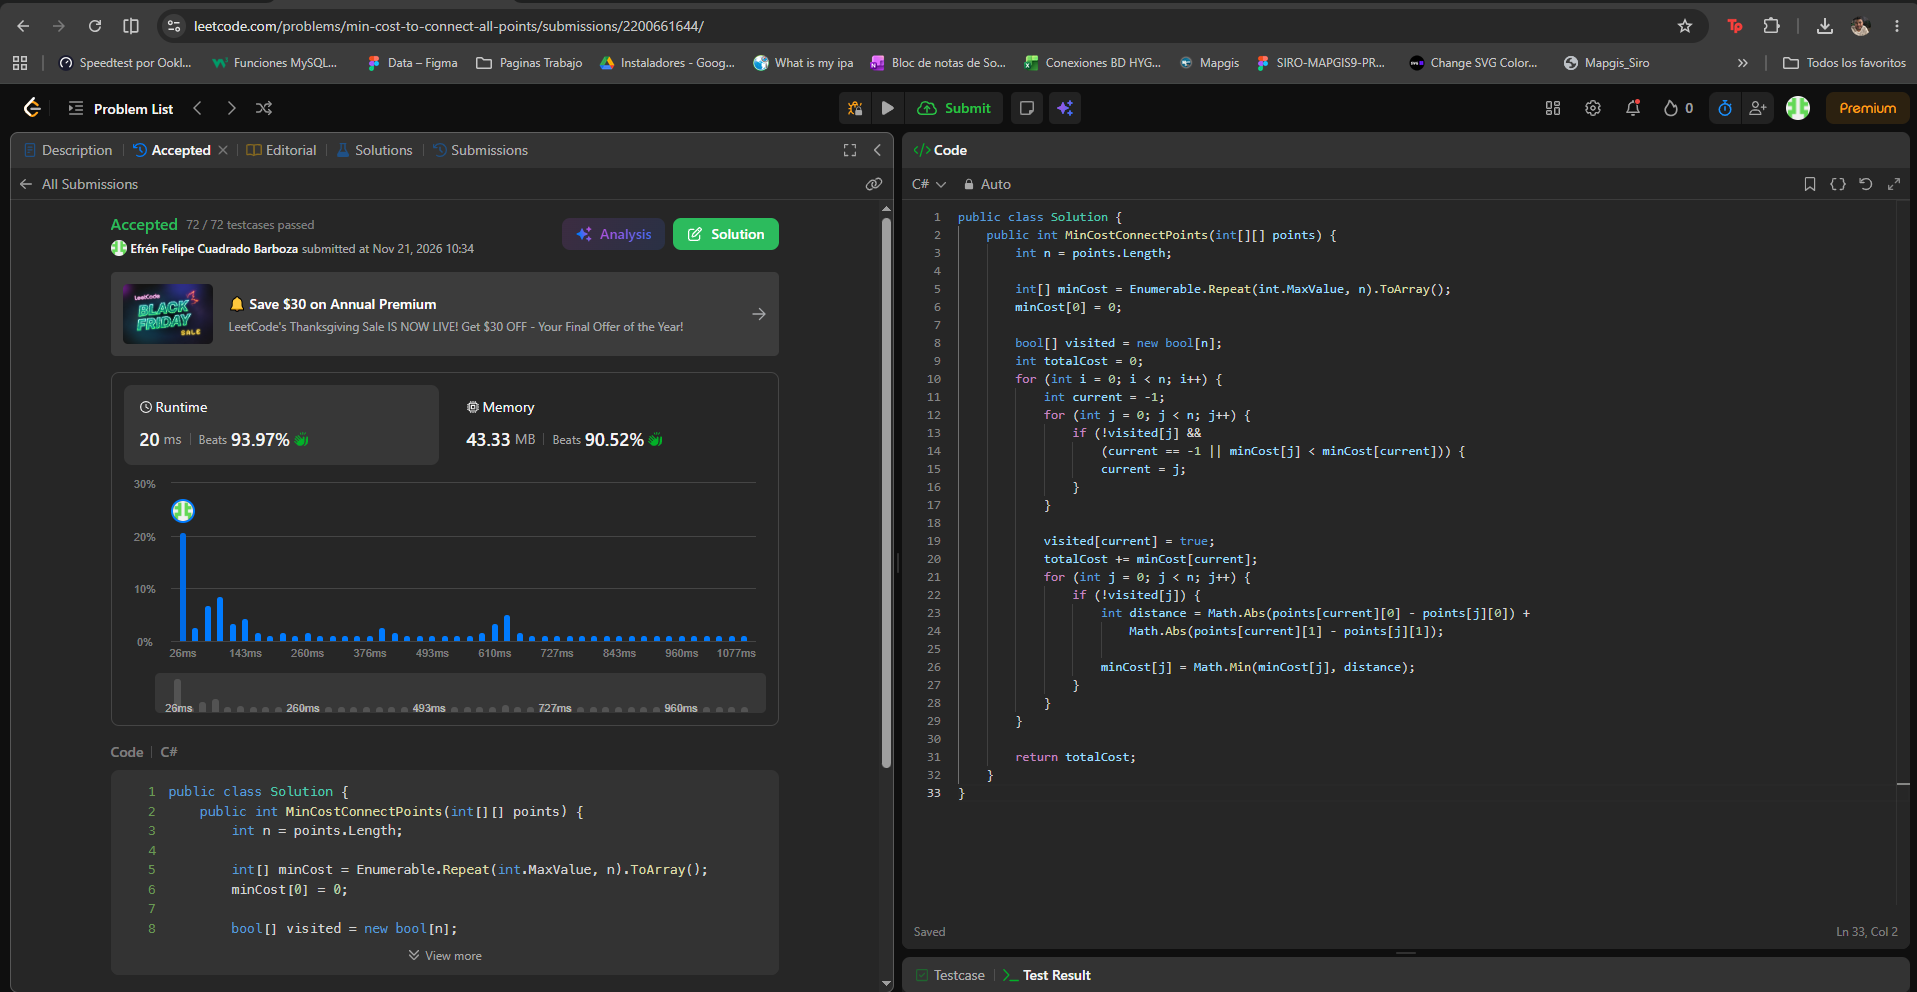 leetcode.com/problems/min-cost-to-connect-all-points/submissions/2200661644/
Tp
Speedtest por Ookl...
Funciones MySQL...
Data – Figma
Paginas Trabajo
Instaladores - Goog...
What is my ipa
Bloc de notas de So...
Conexiones BD HYG...
Mapgis
SIRO-MAPGIS9-PR...
Change SVG Color...
Mapgis_Siro
Todos los favoritos
Problem List
Submit
0
Premium
Description
Accepted
Editorial
Solutions
Submissions
All Submissions
Accepted 72 / 72 testcases passed
Efrén Felipe Cuadrado Barboza submitted at Nov 21, 2026 10:34
Analysis
Solution
LeetCode
BLACK
FRIDAY
SALE
Save $30 on Annual Premium
LeetCode's Thanksgiving Sale IS NOW LIVE! Get $30 OFF - Your Final Offer of the Year!
Runtime
20 ms Beats 93.97%
Memory
43.33 MB Beats 90.52%
30%
20%
10%
0%
26ms 143ms 260ms 376ms 493ms 610ms 727ms 843ms 960ms 1077ms
26ms 260ms 493ms 727ms 960ms
Code C#
1 public class Solution {
2 public int MinCostConnectPoints(int[][] points) {
3 int n = points.Length;
4
5 int[] minCost = Enumerable.Repeat(int.MaxValue, n).ToArray();
6 minCost[0] = 0;
7
8 bool[] visited = new bool[n];
View more
</> Code
C# Auto
1 public class Solution {
2 public int MinCostConnectPoints(int[][] points) {
3 int n = points.Length;
4
5 int[] minCost = Enumerable.Repeat(int.MaxValue, n).ToArray();
6 minCost[0] = 0;
7
8 bool[] visited = new bool[n];
9 int totalCost = 0;
10 for (int i = 0; i < n; i++) {
11 int current = -1;
12 for (int j = 0; j < n; j++) {
13 if (!visited[j] &&
14 (current == -1 || minCost[j] < minCost[current])) {
15 current = j;
16 }
17 }
18
19 visited[current] = true;
20 totalCost += minCost[current];
21 for (int j = 0; j < n; j++) {
22 if (!visited[j]) {
23 int distance = Math.Abs(points[current][0] - points[j][0]) +
24 Math.Abs(points[current][1] - points[j][1]);
25
26 minCost[j] = Math.Min(minCost[j], distance);
27 }
28 }
29 }
30
31 return totalCost;
32 }
33 }
Saved
Ln 33, Col 2
Testcase
Test Result